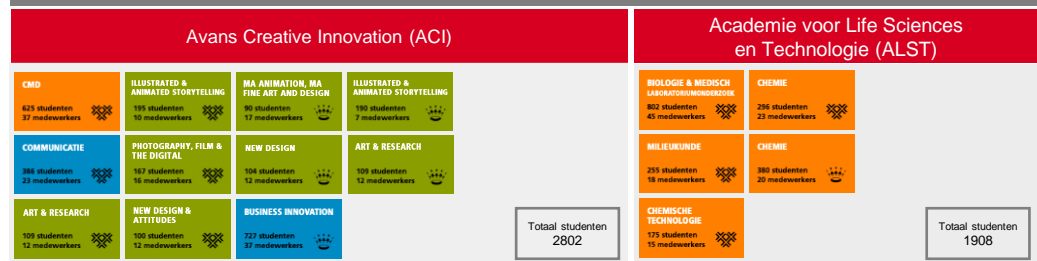 Avans Creative Innovation (ACI)
CMD
625 studenten
37 medewerkers
ILLUSTRATED &
ANIMATED STORYTELLING
195 studenten
10 medewerkers
MA ANIMATION, MA
FINE ART AND DESIGN
90 studenten
17 medewerkers
ILLUSTRATED &
ANIMATED STORYTELLING
190 studenten
7 medewerkers
COMMUNICATIE
386 studenten
23 medewerkers
PHOTOGRAPHY, FILM &
THE DIGITAL
167 studenten
16 medewerkers
NEW DESIGN
104 studenten
12 medewerkers
ART & RESEARCH
109 studenten
12 medewerkers
ART & RESEARCH
109 studenten
12 medewerkers
NEW DESIGN &
ATTITUDES
100 studenten
12 medewerkers
BUSINESS INNOVATION
727 studenten
37 medewerkers
Totaal studenten
2802
Academie voor Life Sciences
en Technologie (ALST)
BIOLOGIE & MEDISCH
LABORATORIUMONDERZOEK
802 studenten
45 medewerkers
CHEMIE
296 studenten
23 medewerkers
MILIEUKUNDE
255 studenten
18 medewerkers
CHEMIE
380 studenten
20 medewerkers
CHEMISCHE
TECHNOLOGIE
175 studenten
15 medewerkers
Totaal studenten
1908